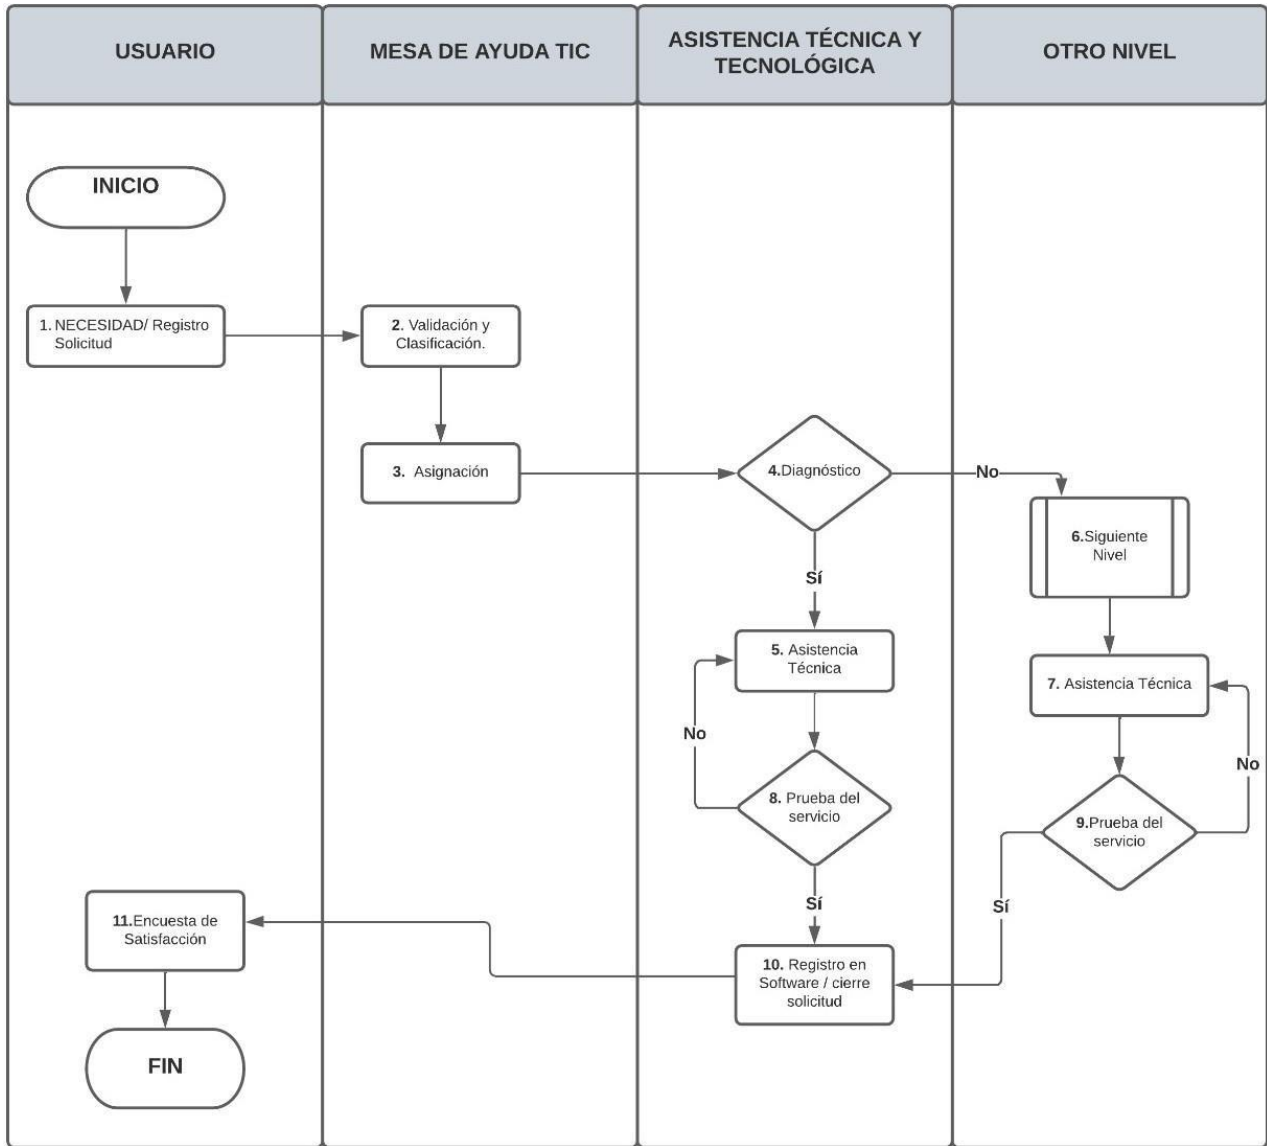 USUARIO
MESA DE AYUDA TIC
ASISTENCIA TÉCNICA Y
TECNOLÓGICA
OTRO NIVEL
INICIO
1. NECESIDAD/ Registro
Solicitud
2. Validación y
Clasificación.
3. Asignación
4.Diagnóstico
No
6.Siguiente
Nivel
Sí
5. Asistencia
Técnica
7. Asistencia Técnica
No
No
8. Prueba del
servicio
9.Prueba del
servicio
Sí
Sí
11.Encuesta de
Satisfacción
10. Registro en
Software / cierre
solicitud
FIN